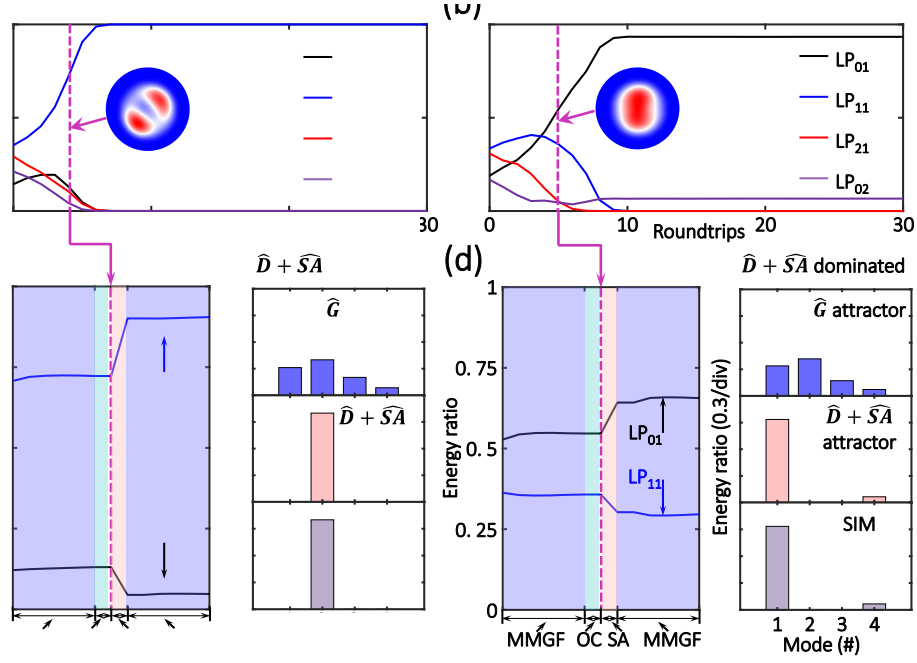 (b)
LP01
LP11
LP21
LP02
30
0
10
20
30
Roundtrips
D̂ + ŜA
(d)
D̂ + ŜA dominated
Ĝ
D̂ + ŜA
1
0.75
0.5
0.25
0
Energy ratio
LP01
LP11
MMGF
OC
SA
MMGF
Energy ratio (0.3/div)
Ĝ attractor
D̂ + ŜA
attractor
SIM
1 2 3 4
Mode (#)